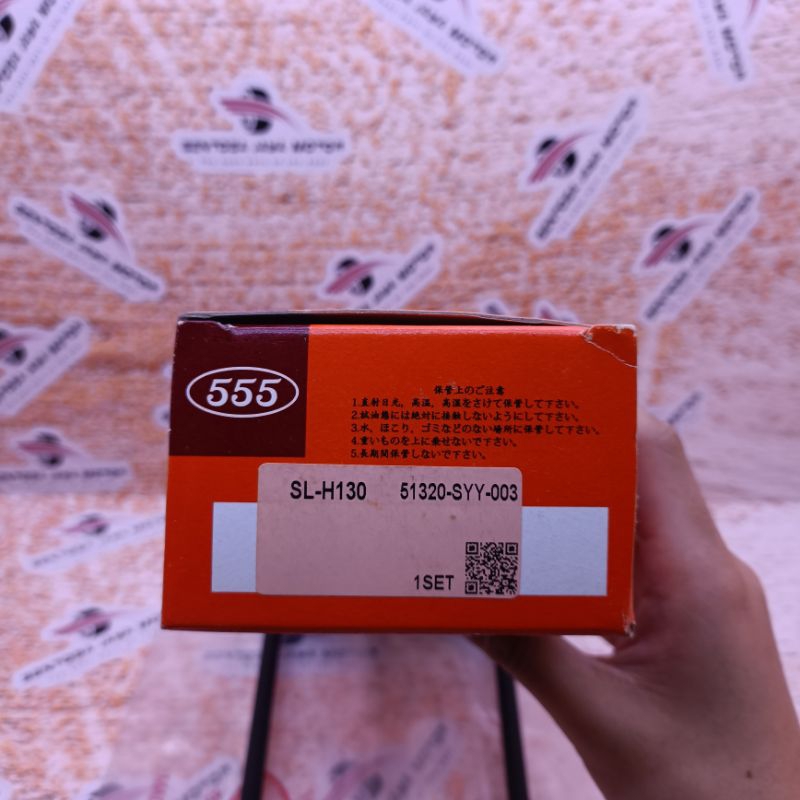 555
保管上のご注意
1.直射日光，高温，高湿をさけて保管して下さい。
2.鉱油態には絶対に接触しないようにして下さい。
3.水、ほこり、ゴミなどのない場所に保管して下さい。
4.重いものを上に乗せないで下さい。
5.長期間保管しないで下さい。
SL-H130 51320-SYY-003
1SET